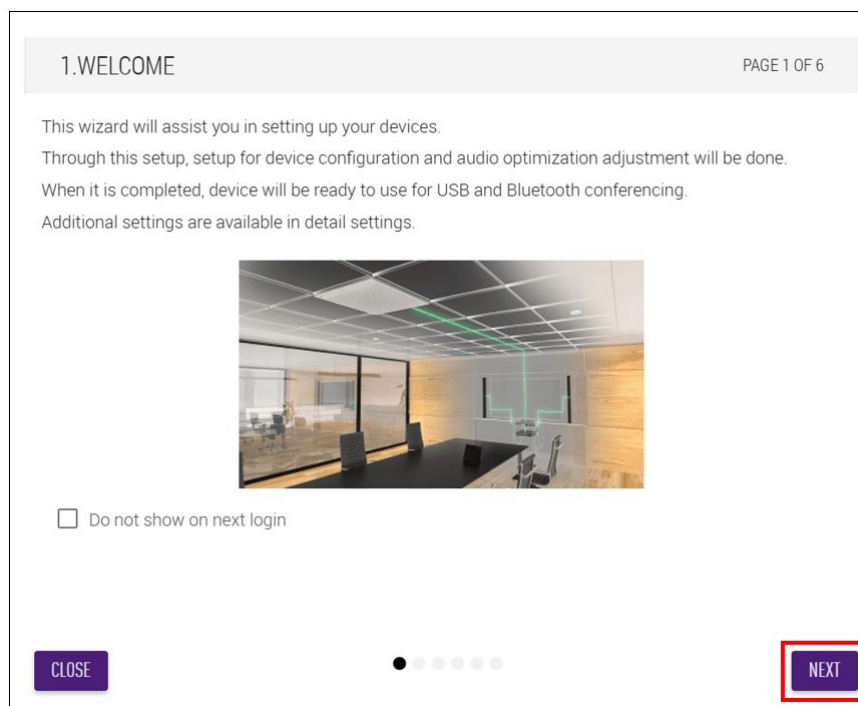 1.WELCOME
PAGE 1 OF 6
This wizard will assist you in setting up your devices.
Through this setup, setup for device configuration and audio optimization adjustment will be done.
When it is completed, device will be ready to use for USB and Bluetooth conferencing.
Additional settings are available in detail settings.
Do not show on next login
CLOSE
NEXT